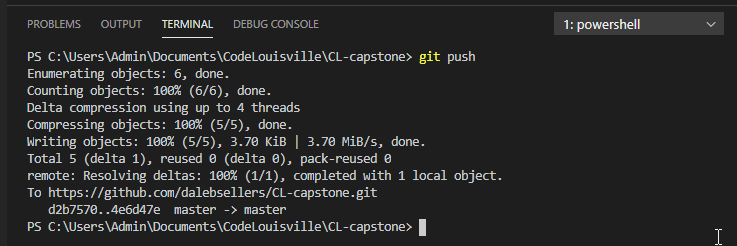 PROBLEMS OUTPUT TERMINAL DEBUG CONSOLE 1: powershell
PS C:\Users\Admin\Documents\CodeLouisville\CL-capstone> git push
Enumerating objects: 6, done.
Counting objects: 100% (6/6), done.
Delta compression using up to 4 threads
Compressing objects: 100% (5/5), done.
Writing objects: 100% (5/5), 3.70 KiB | 3.70 MiB/s, done.
Total 5 (delta 1), reused 0 (delta 0), pack-reused 0
remote: Resolving deltas: 100% (1/1), completed with 1 local object.
To https://github.com/dalebsellers/CL-capstone.git
   d2b7570..4e6d47e  master -> master
PS C:\Users\Admin\Documents\CodeLouisville\CL-capstone>